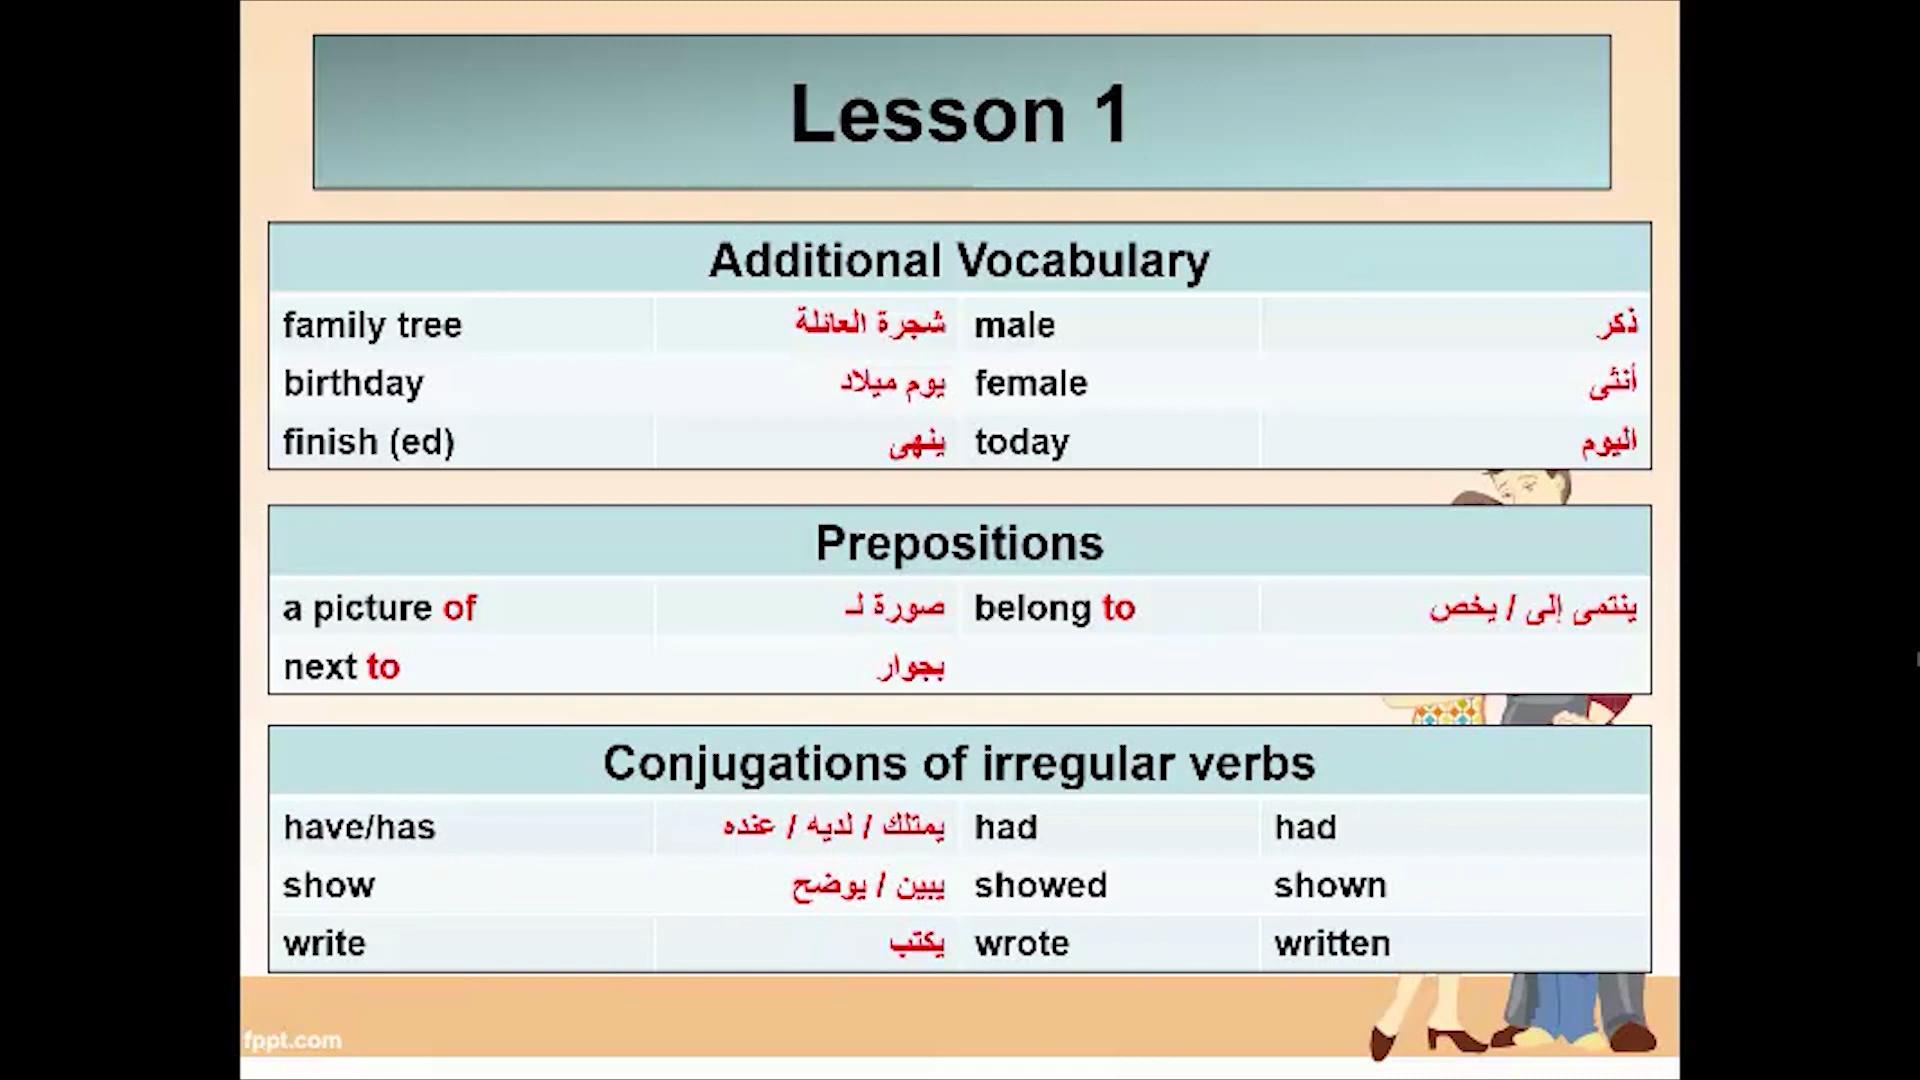 Lesson 1
Additional Vocabulary
family tree شجرة العائلة male ذكر
birthday يوم ميلاد female أنثى
finish (ed) ينهى today اليوم
Prepositions
a picture of صورة لـ belong to ينتمى إلى / يخص
next to بجوار
Conjugations of irregular verbs
have/has يمتلك / لديه / عنده had had
show يبين / يوضح showed shown
write يكتب wrote written
fppt.com